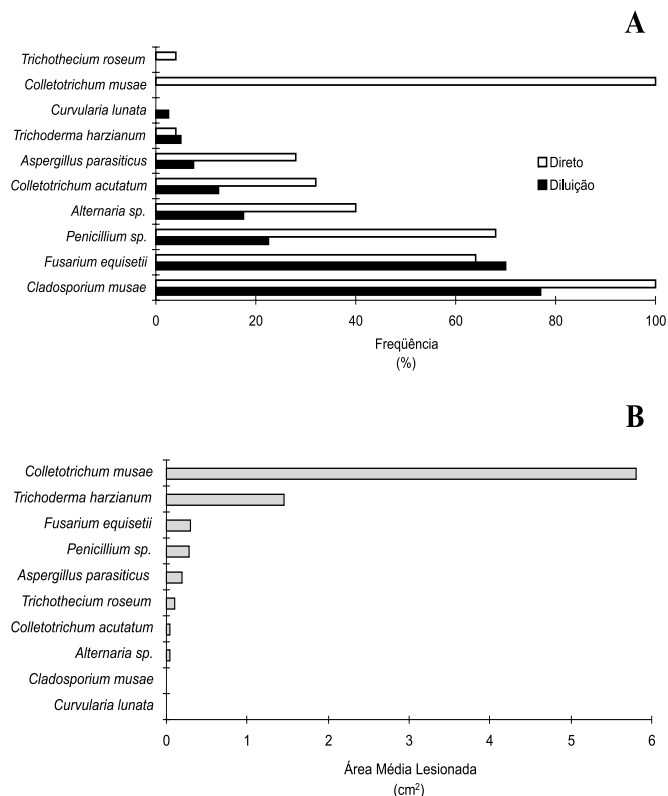 A
Trichothecium roseum
Colletotrichum musae
Curvularia lunata
Trichoderma harzianum
Aspergillus parasiticus
Colletotrichum acutatum
Alternaria sp.
Penicillium sp.
Fusarium equisetii
Cladosporium musae
Direto
Diluição
0 20 40 60 80 100
Freqüência
(%)
B
Colletotrichum musae
Trichoderma harzianum
Fusarium equisetii
Penicillium sp.
Aspergillus parasiticus
Trichothecium roseum
Colletotrichum acutatum
Alternaria sp.
Cladosporium musae
Curvularia lunata
0 1 2 3 4 5 6
Área Média Lesionada
(cm²)